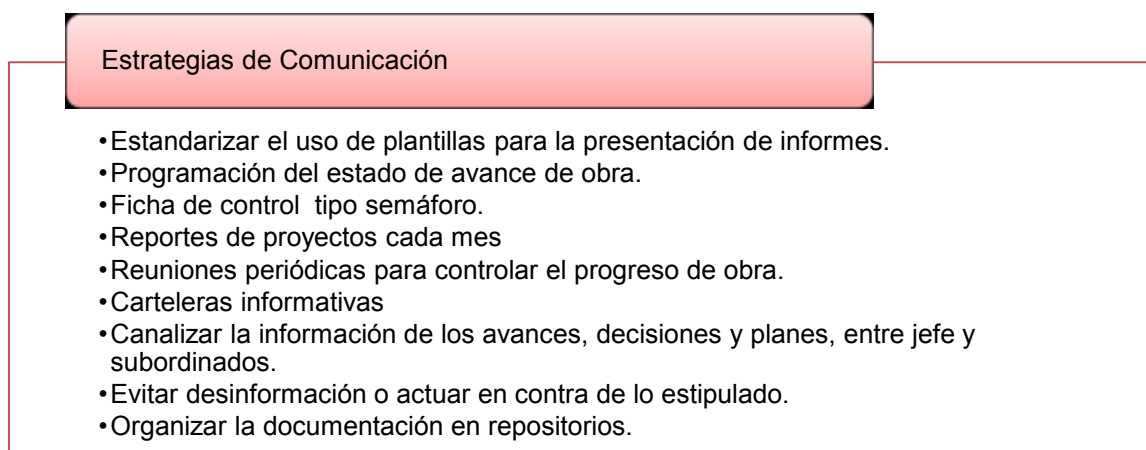 Estrategias de Comunicación
•Estandarizar el uso de plantillas para la presentación de informes.
•Programación del estado de avance de obra.
•Ficha de control  tipo semáforo.
•Reportes de proyectos cada mes
•Reuniones periódicas para controlar el progreso de obra.
•Carteleras informativas
•Canalizar la información de los avances, decisiones y planes, entre jefe y
subordinados.
•Evitar desinformación o actuar en contra de lo estipulado.
•Organizar la documentación en repositorios.